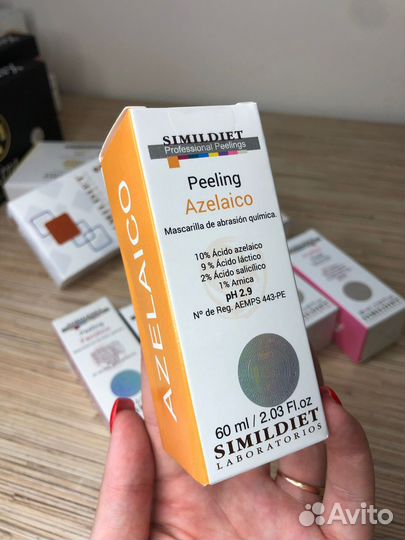 SIMILDIET
Professional Peelings
Peeling
Azelaico
Mascarilla de abrasión química.
10% Ácido azelaico
9 % Ácido láctico
2% Ácido salicílico
1% Arnica
pH 2.9
Nº de Reg. AEMPS 443-PE
60 ml / 2.03 Fl.oz
SIMILDIET
LABORATORIOS
AZELAICO
Peeling
Avito